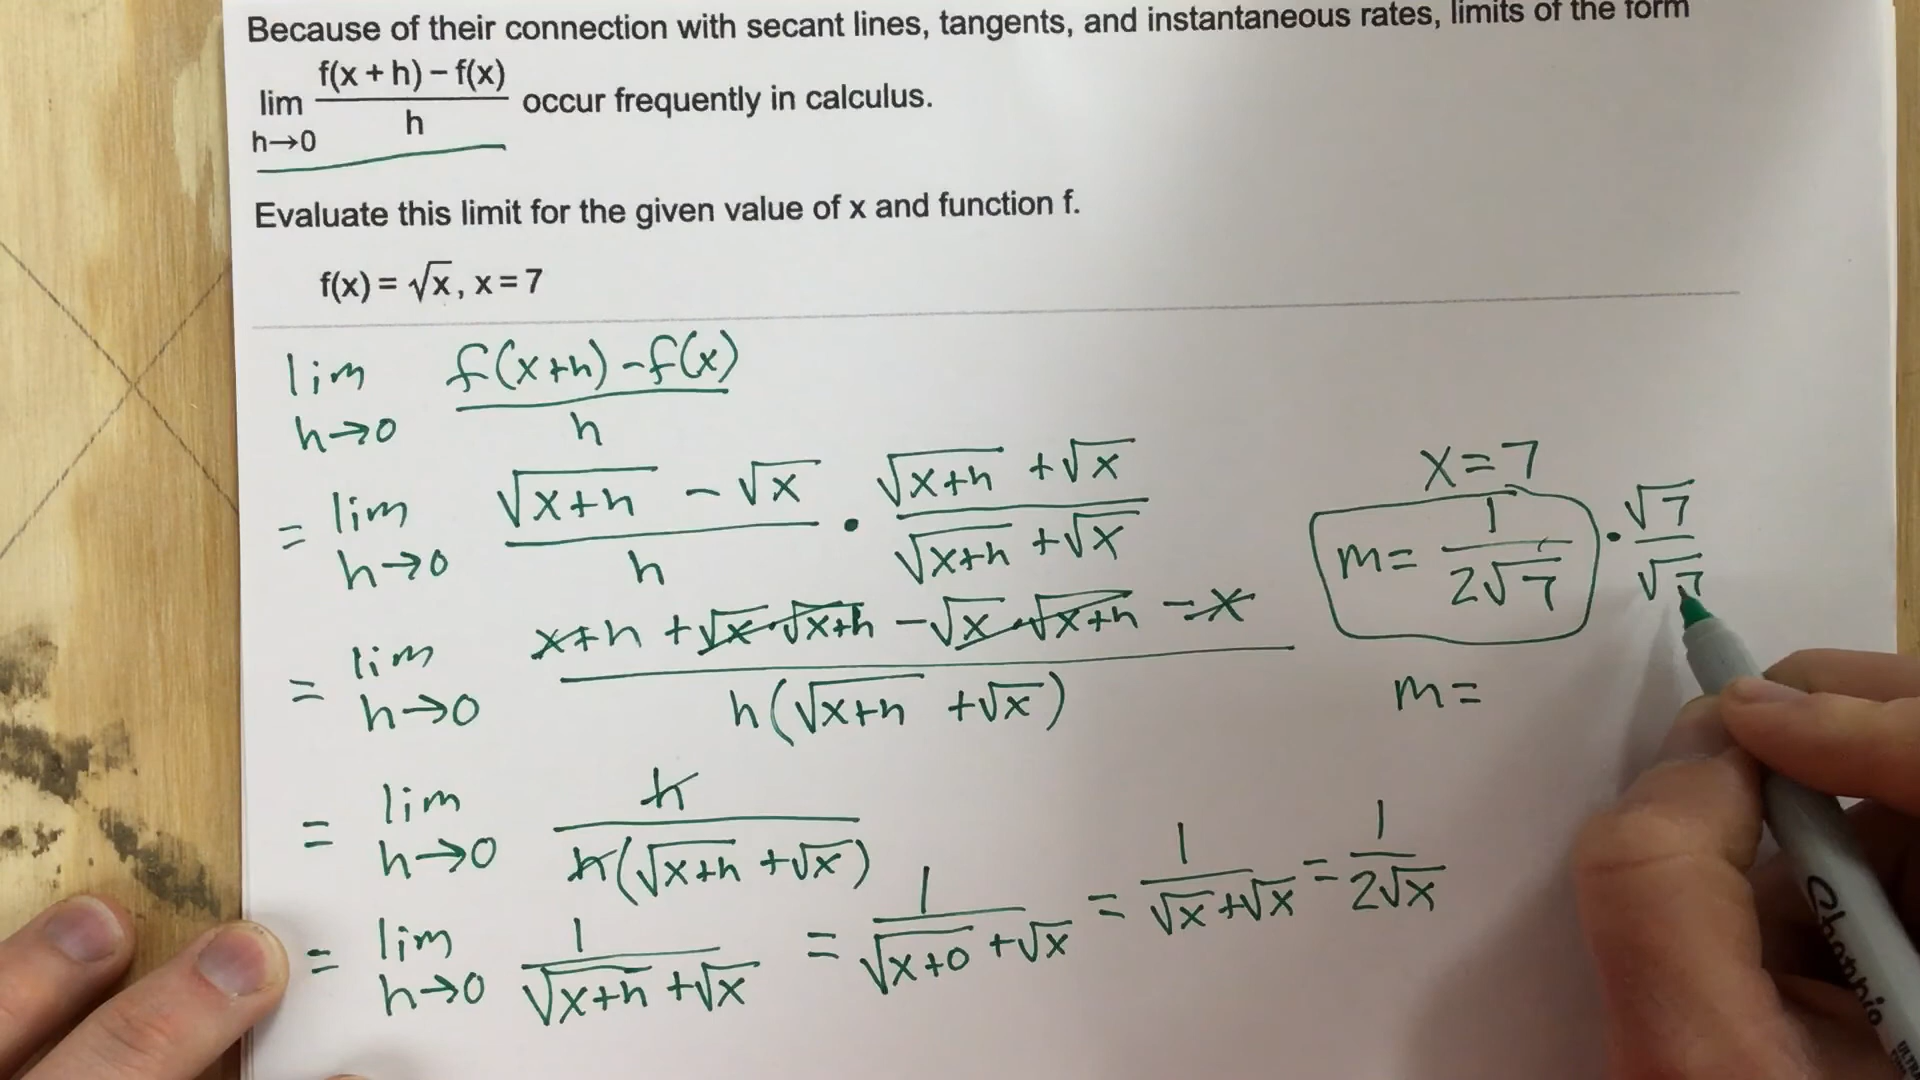 Because of their connection with secant lines, tangents, and instantaneous rates, limits of the form
lim h→0 f(x + h) – f(x) / h occur frequently in calculus.
Evaluate this limit for the given value of x and function f.
f(x) = √x, x = 7
lim h→0 f(x+h) - f(x) / h
= lim h→0 √x+h - √x / h · √x+h + √x / √x+h + √x
= lim h→0 x+h + √x·√x+h - √x·√x+h - x / h(√x+h + √x)
= lim h→0 h / h(√x+h + √x)
= lim h→0 1 / √x+h + √x = 1 / √x+0 + √x = 1 / √x+√x = 1 / 2√x
x=7
m = 1 / 2√7 · √7 / √7
m =
Sharpie